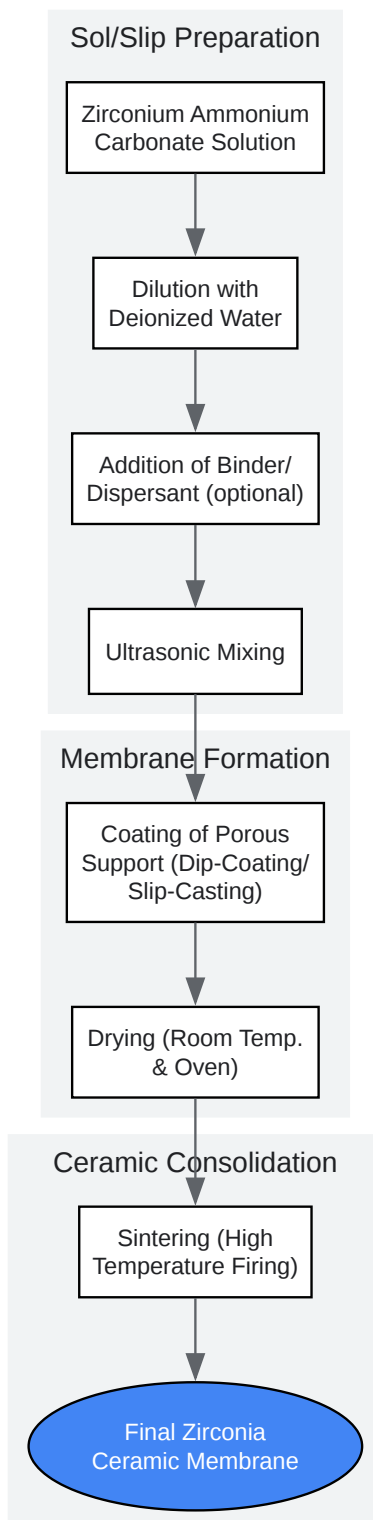 Sol/Slip Preparation
Zirconium Ammonium
Carbonate Solution
Dilution with
Deionized Water
Addition of Binder/
Dispersant (optional)
Ultrasonic Mixing
Membrane Formation
Coating of Porous
Support (Dip-Coating/
Slip-Casting)
Drying (Room Temp.
& Oven)
Ceramic Consolidation
Sintering (High
Temperature Firing)
Final Zirconia
Ceramic Membrane